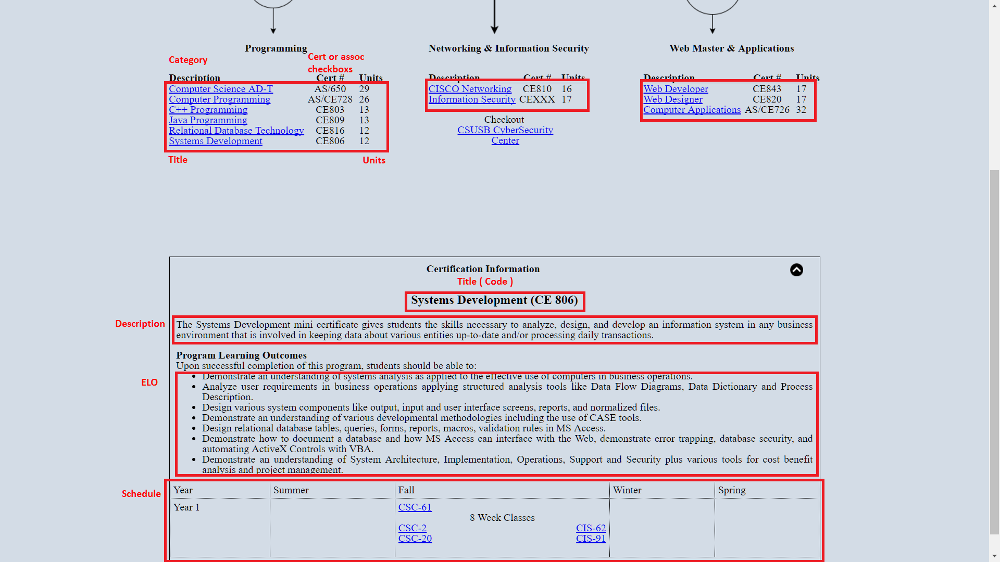 Programming
Category
Cert or assoc
checkboxs
Description Cert # Units
Computer Science AD-T AS/650 29
Computer Programming AS/CE728 26
C++ Programming CE803 13
Java Programming CE809 13
Relational Database Technology CE816 12
Systems Development CE806 12
Title Units
Networking & Information Security
Description Cert # Units
CISCO Networking CE810 16
Information Security CEXXX 17
Checkout
CSUSB CyberSecurity
Center
Web Master & Applications
Description Cert # Units
Web Developer CE843 17
Web Designer CE820 17
Computer Applications AS/CE726 32
Certification Information
Title ( Code )
Systems Development (CE 806)
Description
The Systems Development mini certificate gives students the skills necessary to analyze, design, and develop an information system in any business
environment that is involved in keeping data about various entities up-to-date and/or processing daily transactions.
Program Learning Outcomes
Upon successful completion of this program, students should be able to:
ELO
• Demonstrate an understanding of systems analysis as applied to the effective use of computers in business operations.
• Analyze user requirements in business operations applying structured analysis tools like Data Flow Diagrams, Data Dictionary and Process
Description.
• Design various system components like output, input and user interface screens, reports, and normalized files.
• Demonstrate an understanding of various developmental methodologies including the use of CASE tools.
• Design relational database tables, queries, forms, reports, macros, validation rules in MS Access.
• Demonstrate how to document a database and how MS Access can interface with the Web, demonstrate error trapping, database security, and
automating ActiveX Controls with VBA.
• Demonstrate an understanding of System Architecture, Implementation, Operations, Support and Security plus various tools for cost benefit
analysis and project management.
Schedule
Year Summer Fall Winter Spring
Year 1 CSC-61
8 Week Classes
CSC-2 CIS-62
CSC-20 CIS-91